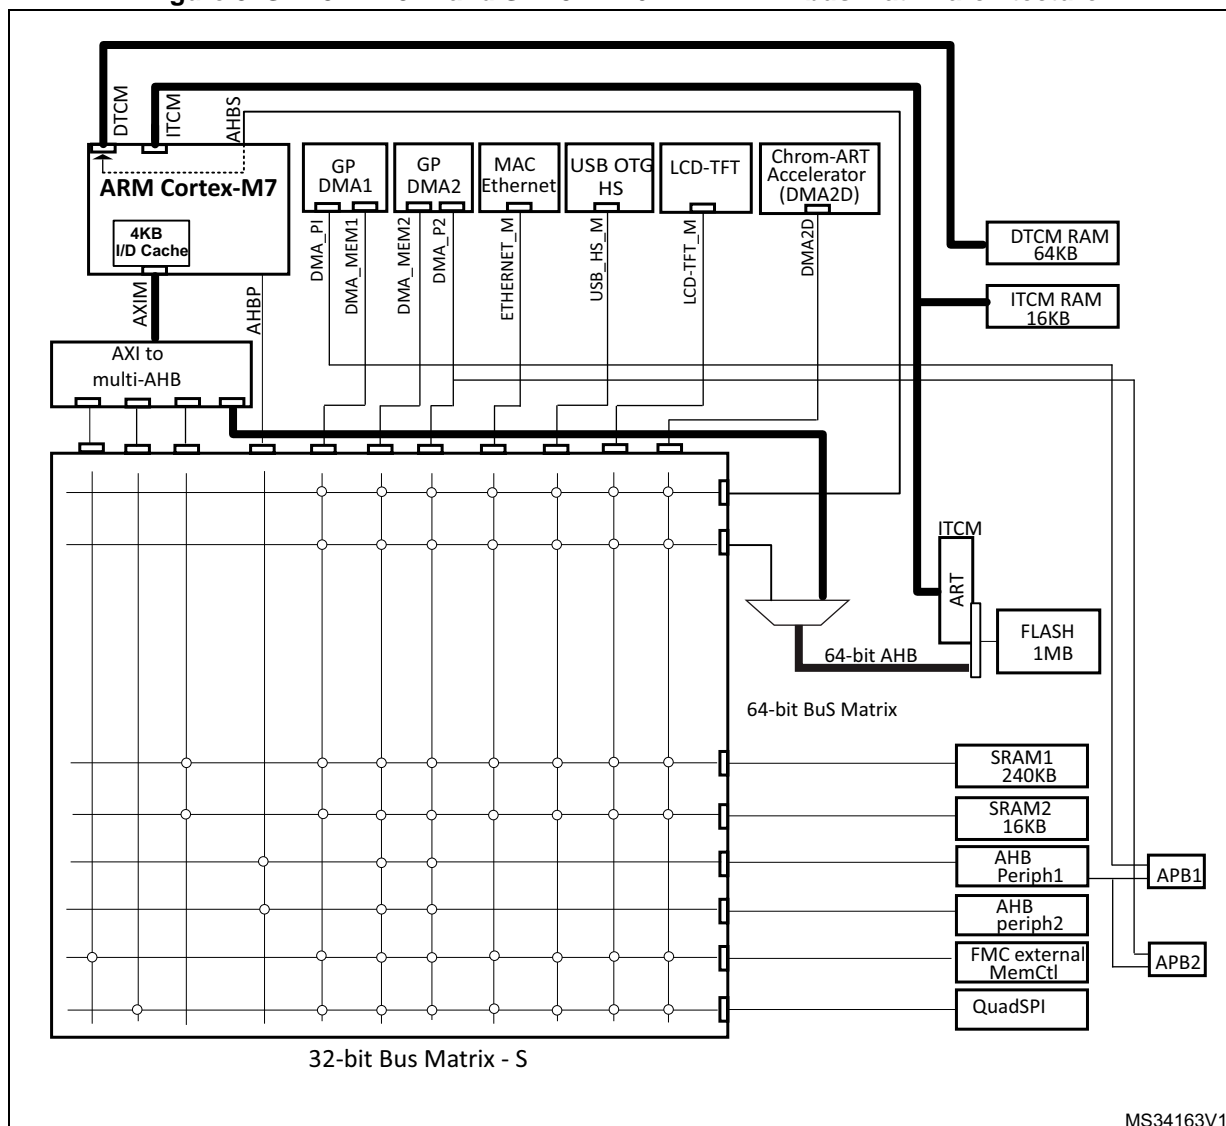 DTCM
ITCM
AHBS
ARM Cortex-M7
4KB
I/D Cache
GP
DMA1
GP
DMA2
MAC
Ethernet
USB OTG
HS
LCD-TFT
Chrom-ART
Accelerator
(DMA2D)
DMA_PI
DMA_MEM1
DMA_MEM2
DMA_P2
ETHERNET_M
USB_HS_M
LCD-TFT_M
DMA2D
DTCM RAM
64KB
ITCM RAM
16KB
AXIM
AHBP
AXI to
multi-AHB
ITCM
ART
FLASH
1MB
64-bit AHB
64-bit BuS Matrix
SRAM1
240KB
SRAM2
16KB
AHB
Periph1
APB1
AHB
periph2
FMC external
MemCtl
APB2
QuadSPI
32-bit Bus Matrix - S
MS34163V1